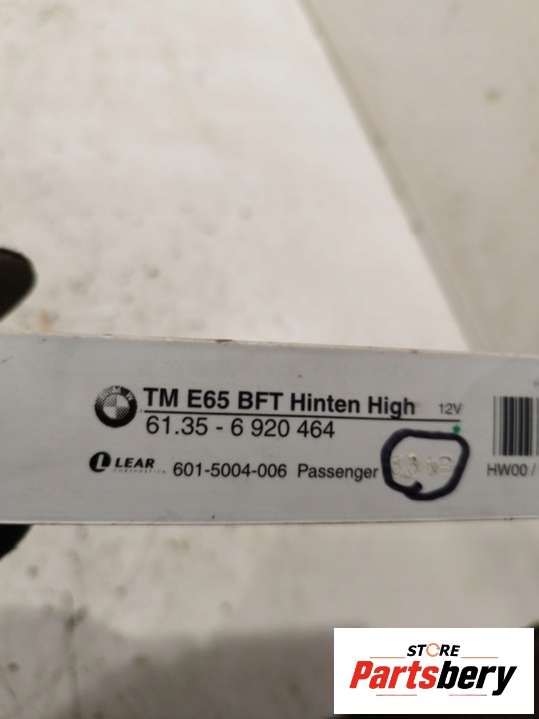 TM E65 BFT Hinten High 12V
61.35 - 6 920 464
LEAR
CORPORATION
601-5004-006 Passenger
HW00 /
STORE
Partsbery